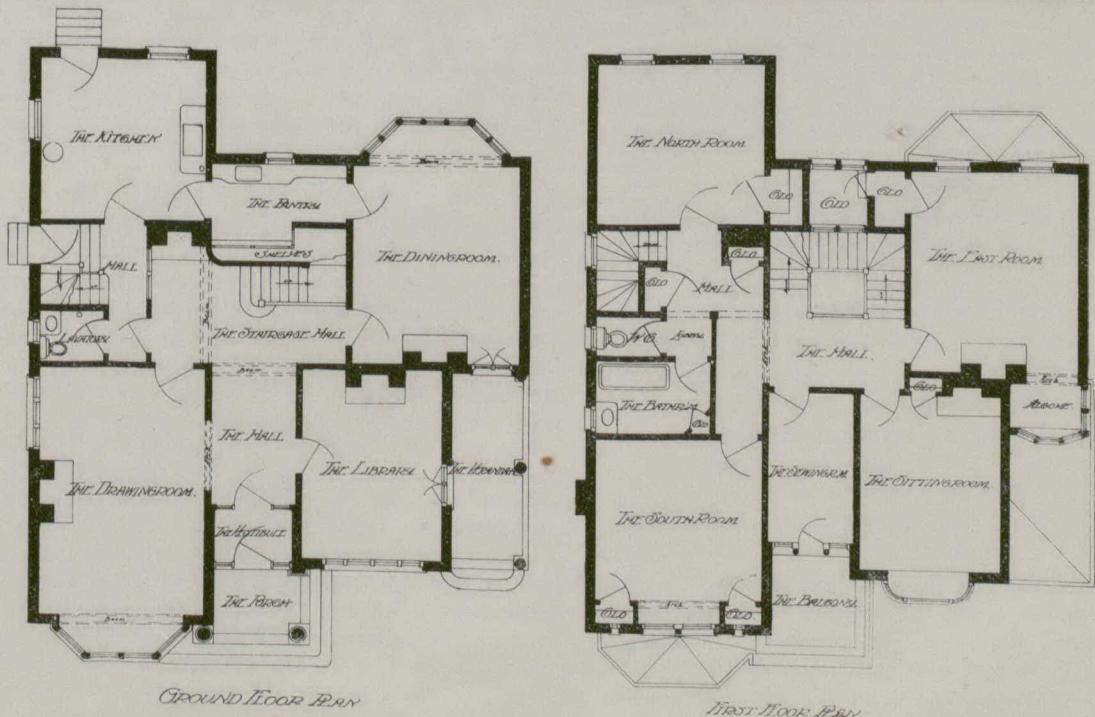 THE KITCHEN
THE PANTRY
SHELVES
HALL
THE DININGROOM.
LAVATORY
THE STAIRCASE HALL
Beam
THE HALL
THE LIBRARY
THE VERANDAH
THE DRAWINGROOM.
THE VESTIBULE
THE PORCH
Beam
GROUND FLOOR PLAN
THE NORTH ROOM
CLO
CLO
CLO
CLO
CLO
HALL
THE EAST ROOM
W.C.
THE HALL.
THE BATHR'M
CLO
CLO
ALCOVE
THE SEWINGRM.
THE SITTINGROOM
THE SOUTH ROOM
CLO
CLO
THE BALCONY
FIRST FLOOR PLAN